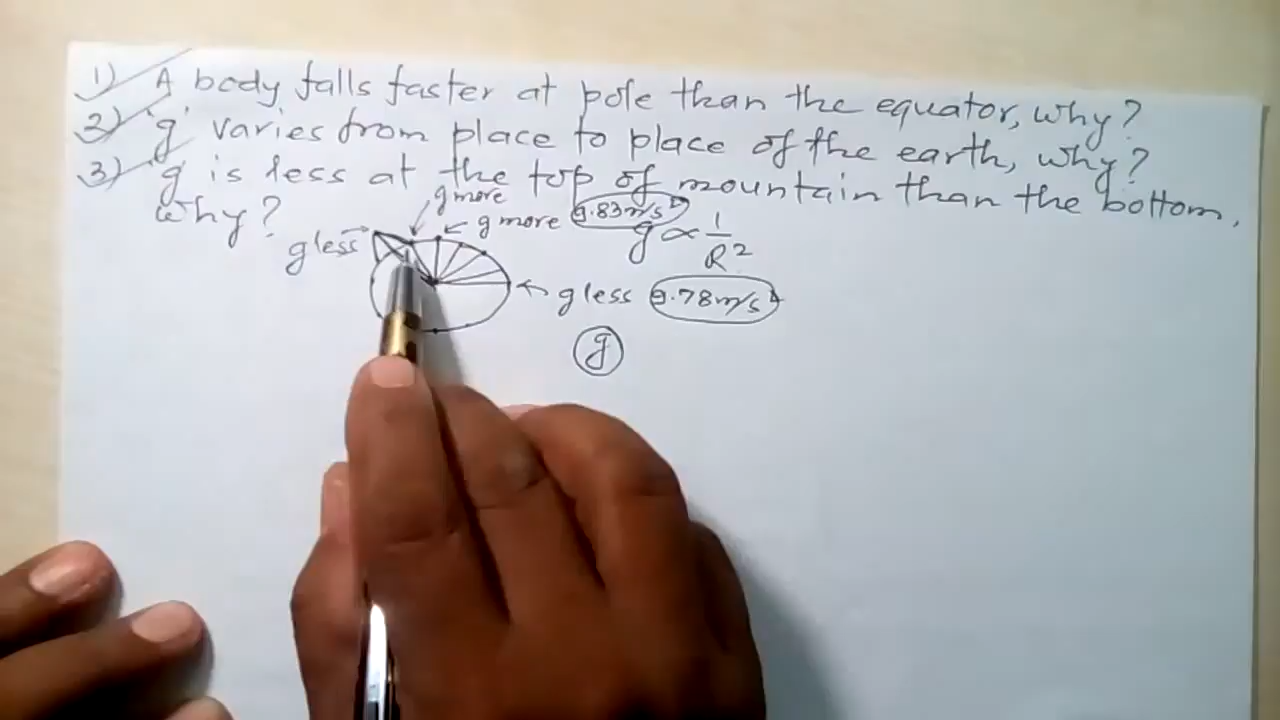 1) A body falls faster at pole than the equator, why?
2) 'g' varies from place to place of the earth, why?
3) 'g' is less at the top of mountain than the bottom,
why?
g more
g more 9.83m/s²
g ∝ 1/R²
g less
g less 9.78m/s²
g